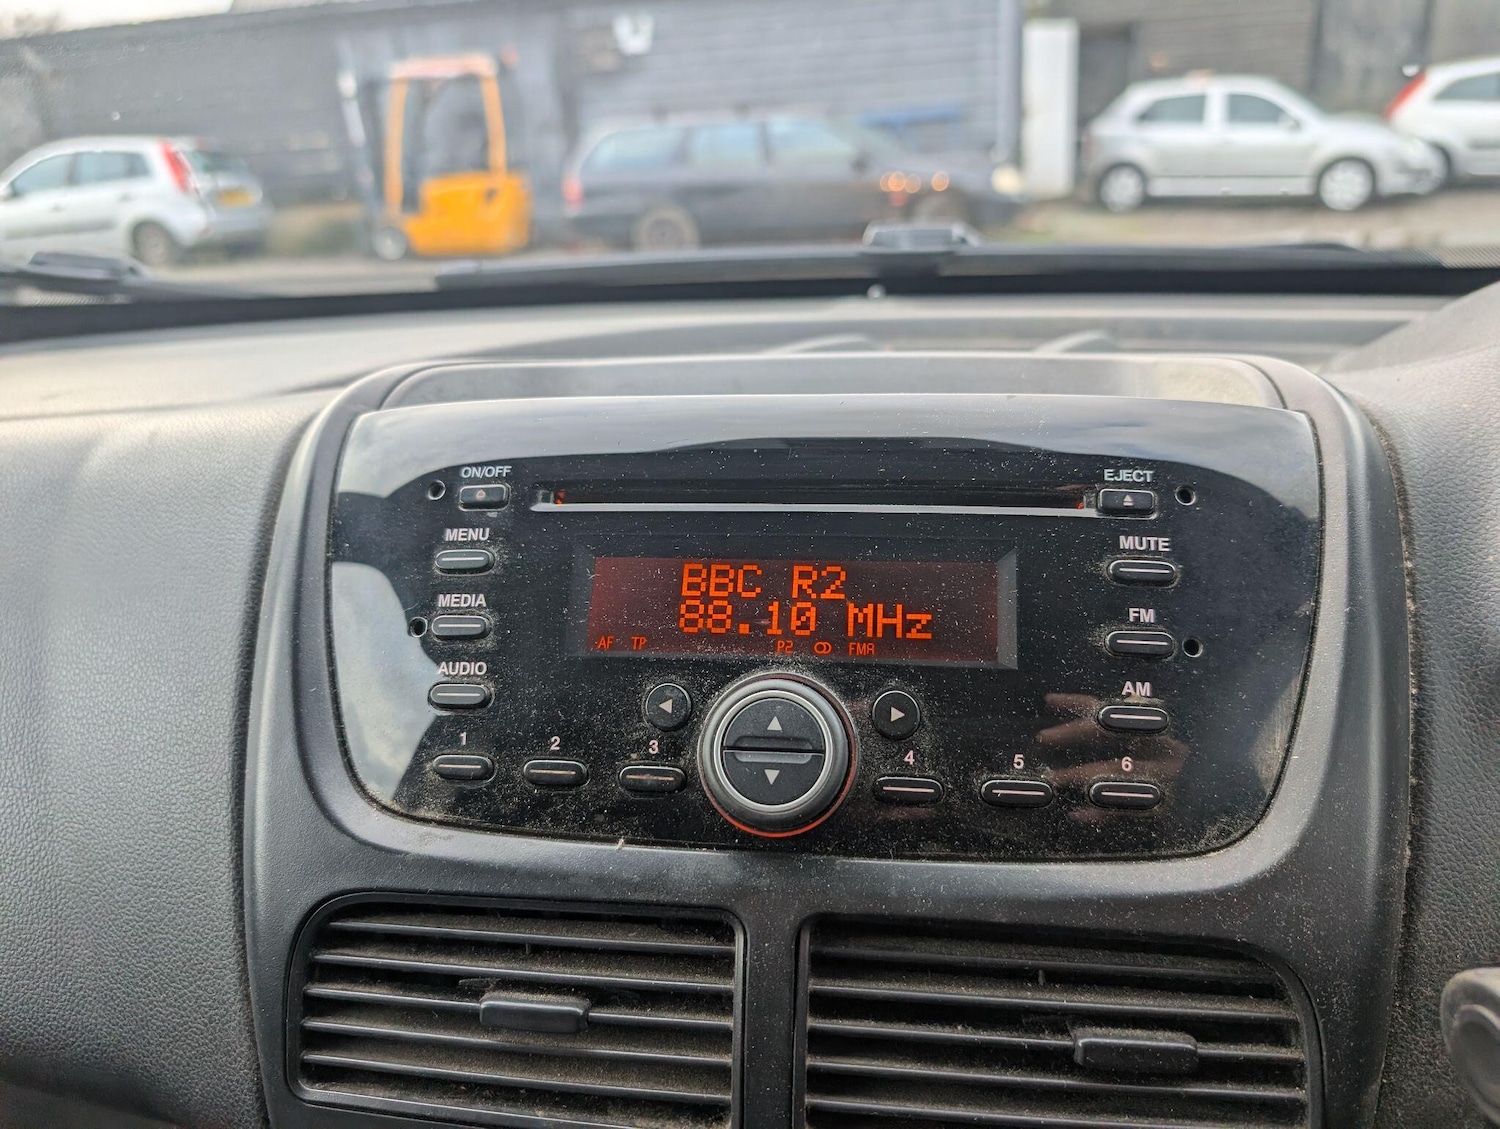 ON/OFF
EJECT
MENU
MUTE
BBC R2
88.10 MHz
MEDIA
FM
AF TP P2 FMA
AUDIO
AM
1 2 3 4 5 6